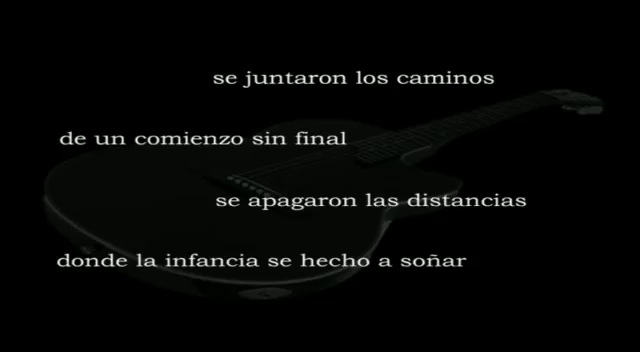 se juntaron los caminos
de un comienzo sin final
se apagaron las distancias
donde la infancia se hecho a soñar